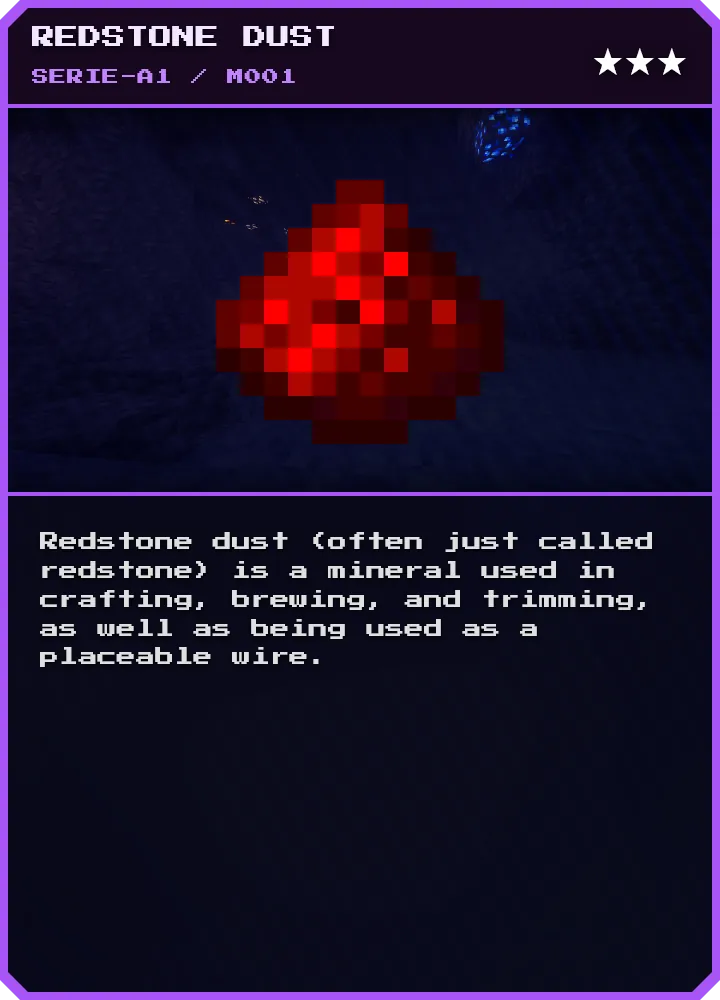 REDSTONE DUST
SERIE-A1 / M001
★★★
Redstone dust (often just called
redstone) is a mineral used in
crafting, brewing, and trimming,
as well as being used as a
placeable wire.